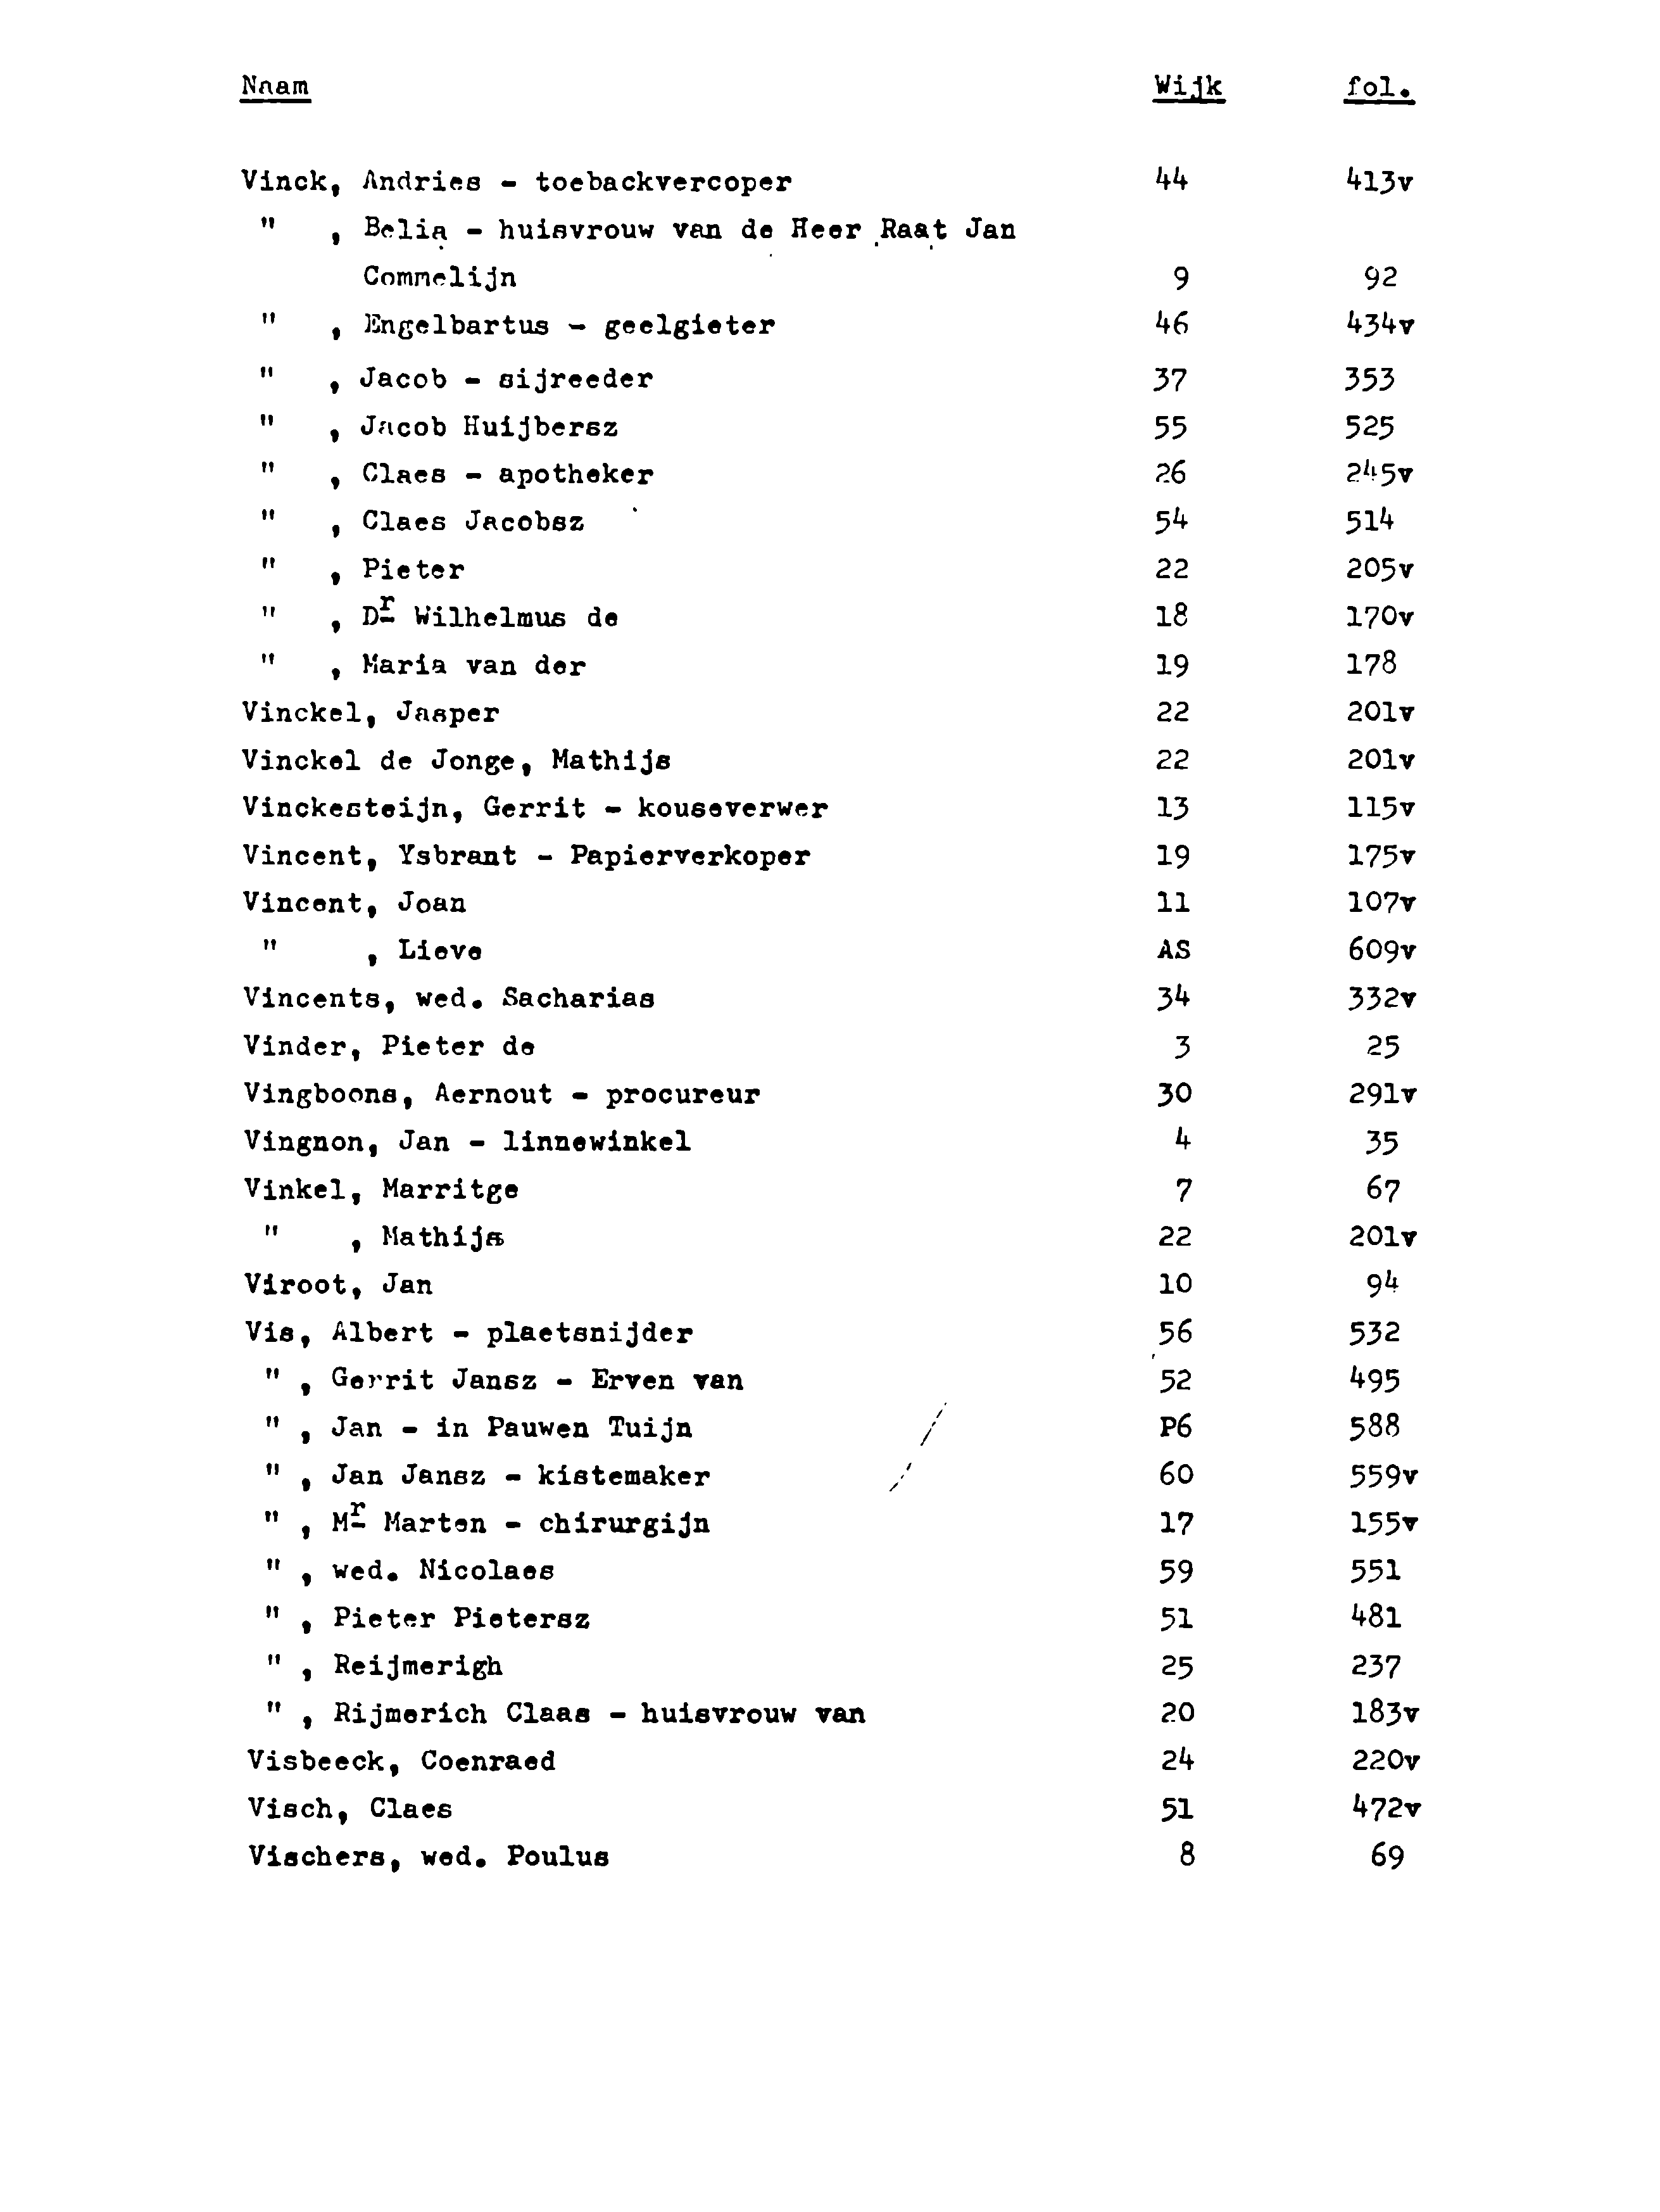 Naam Wijk fol.
Vinck, Andries - toebackvercoper 44 413v
" , Belia - huisvrouw van de Heer Raat Jan
Commelijn 9 92
" , Engelbartus - geelgieter 46 434v
" , Jacob - sijreeder 37 353
" , Jacob Huijbersz 55 525
" , Claes - apotheker 26 245v
" , Claes Jacobsz 54 514
" , Pieter 22 205v
" , Dr Wilhelmus de 18 170v
" , Maria van der 19 178
Vinckel, Jasper 22 201v
Vinckel de Jonge, Mathijs 22 201v
Vinckesteijn, Gerrit - kouseverwer 13 115v
Vincent, Ysbrant - Papierverkoper 19 175v
Vincent, Joan 11 107v
" , Lieve AS 609v
Vincents, wed. Sacharias 34 332v
Vinder, Pieter de 3 25
Vingboons, Aernout - procureur 30 291v
Vingnon, Jan - linnewinkel 4 35
Vinkel, Marritge 7 67
" , Mathijs 22 201v
Viroot, Jan 10 94
Vis, Albert - plaetsnijder 56 532
" , Gerrit Jansz - Erven van 52 495
" , Jan - in Pauwen Tuijn P6 588
" , Jan Jansz - kistemaker 60 559v
" , Mr Marten - chirurgijn 17 155v
" , wed. Nicolaes 59 551
" , Pieter Pietersz 51 481
" , Reijmerigh 25 237
" , Rijmerich Claas - huisvrouw van 20 183v
Visbeeck, Coenraed 24 220v
Visch, Claes 51 472v
Vischers, wed. Poulus 8 69